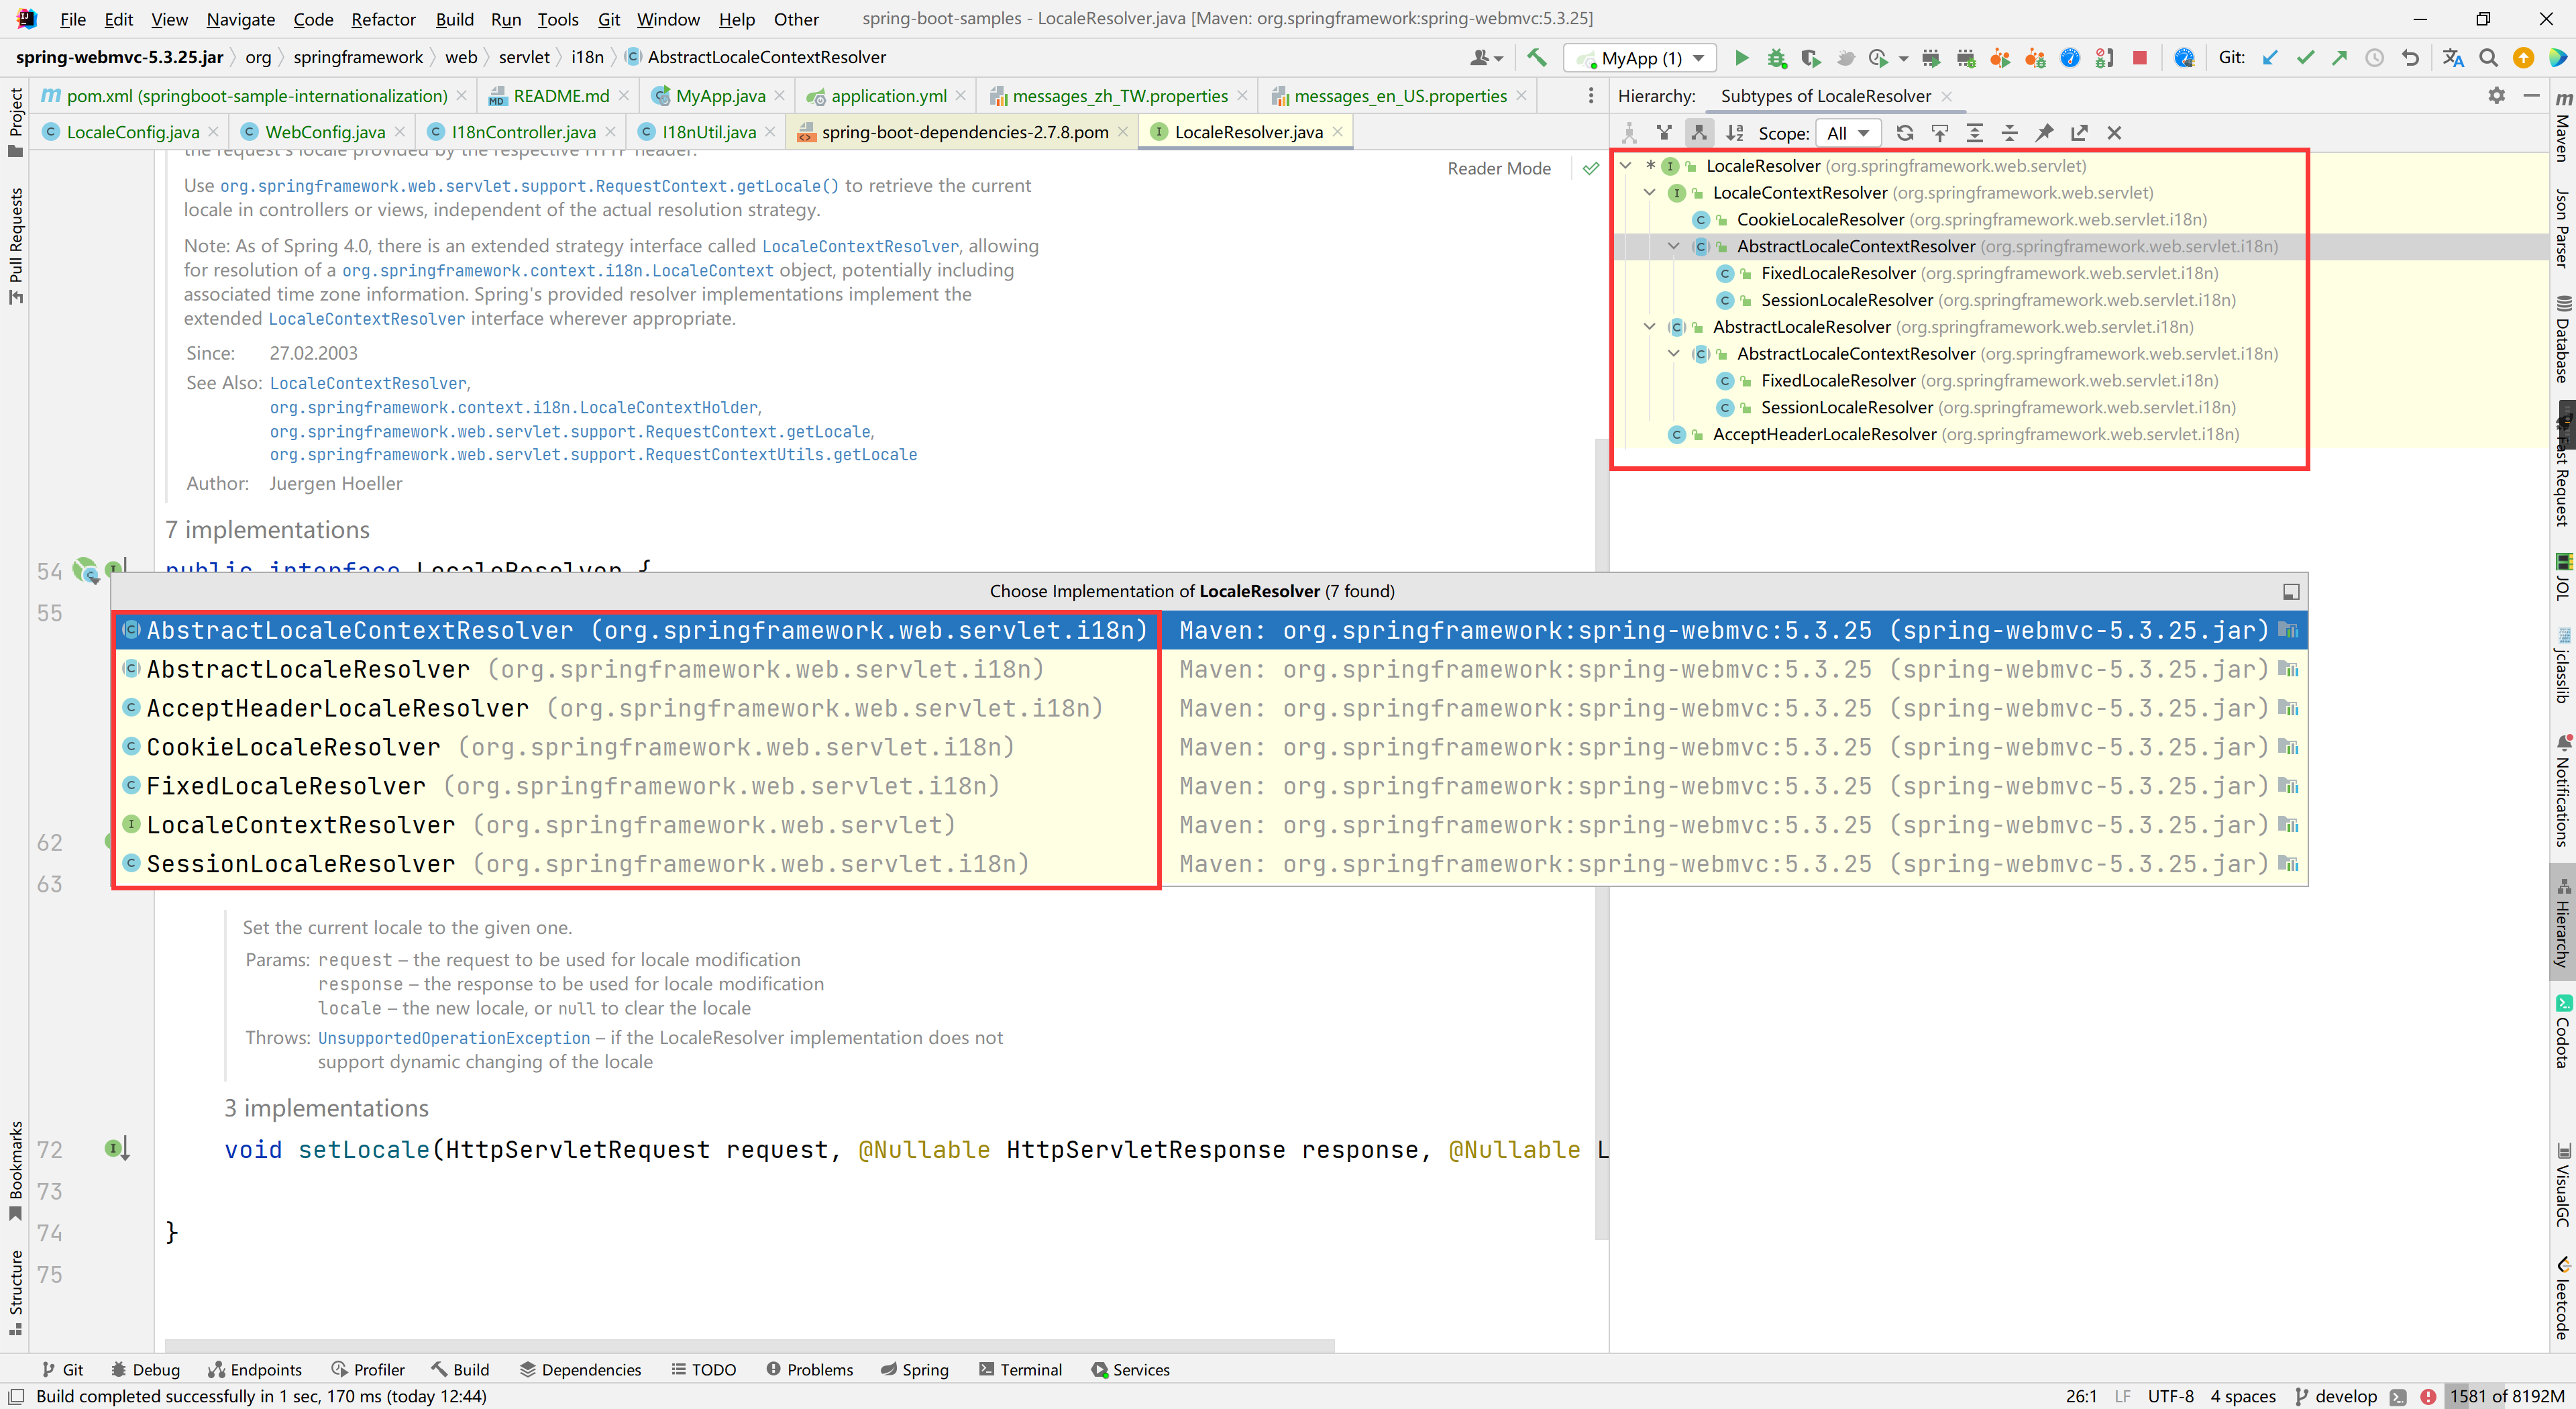 File Edit View Navigate Code Refactor Build Run Tools Git Window Help Other spring-boot-samples - LocaleResolver.java [Maven: org.springframework:spring-webmvc:5.3.25]
spring-webmvc-5.3.25.jar org springframework web servlet i18n AbstractLocaleContextResolver MyApp (1) Git:
pom.xml (springboot-sample-internationalization) README.md MyApp.java application.yml messages_zh_TW.properties messages_en_US.properties
LocaleConfig.java WebConfig.java I18nController.java I18nUtil.java spring-boot-dependencies-2.7.8.pom LocaleResolver.java
the request's locale provided by the respective HTTP header.
Reader Mode
Use org.springframework.web.servlet.support.RequestContext.getLocale() to retrieve the current
locale in controllers or views, independent of the actual resolution strategy.
Note: As of Spring 4.0, there is an extended strategy interface called LocaleContextResolver, allowing
for resolution of a org.springframework.context.i18n.LocaleContext object, potentially including
associated time zone information. Spring's provided resolver implementations implement the
extended LocaleContextResolver interface wherever appropriate.
Since: 27.02.2003
See Also: LocaleContextResolver,
org.springframework.context.i18n.LocaleContextHolder,
org.springframework.web.servlet.support.RequestContext.getLocale,
org.springframework.web.servlet.support.RequestContextUtils.getLocale
Author: Juergen Hoeller
7 implementations
54 public interface LocaleResolver {
55
62
63
Choose Implementation of LocaleResolver (7 found)
AbstractLocaleContextResolver (org.springframework.web.servlet.i18n) Maven: org.springframework:spring-webmvc:5.3.25 (spring-webmvc-5.3.25.jar)
AbstractLocaleResolver (org.springframework.web.servlet.i18n) Maven: org.springframework:spring-webmvc:5.3.25 (spring-webmvc-5.3.25.jar)
AcceptHeaderLocaleResolver (org.springframework.web.servlet.i18n) Maven: org.springframework:spring-webmvc:5.3.25 (spring-webmvc-5.3.25.jar)
CookieLocaleResolver (org.springframework.web.servlet.i18n) Maven: org.springframework:spring-webmvc:5.3.25 (spring-webmvc-5.3.25.jar)
FixedLocaleResolver (org.springframework.web.servlet.i18n) Maven: org.springframework:spring-webmvc:5.3.25 (spring-webmvc-5.3.25.jar)
LocaleContextResolver (org.springframework.web.servlet) Maven: org.springframework:spring-webmvc:5.3.25 (spring-webmvc-5.3.25.jar)
SessionLocaleResolver (org.springframework.web.servlet.i18n) Maven: org.springframework:spring-webmvc:5.3.25 (spring-webmvc-5.3.25.jar)
Set the current locale to the given one.
Params: request – the request to be used for locale modification
response – the response to be used for locale modification
locale – the new locale, or null to clear the locale
Throws: UnsupportedOperationException – if the LocaleResolver implementation does not
support dynamic changing of the locale
3 implementations
72 void setLocale(HttpServletRequest request, @Nullable HttpServletResponse response, @Nullable L
73
74 }
75
Hierarchy: Subtypes of LocaleResolver
Scope: All
* LocaleResolver (org.springframework.web.servlet)
LocaleContextResolver (org.springframework.web.servlet)
CookieLocaleResolver (org.springframework.web.servlet.i18n)
AbstractLocaleContextResolver (org.springframework.web.servlet.i18n)
FixedLocaleResolver (org.springframework.web.servlet.i18n)
SessionLocaleResolver (org.springframework.web.servlet.i18n)
AbstractLocaleResolver (org.springframework.web.servlet.i18n)
AbstractLocaleContextResolver (org.springframework.web.servlet.i18n)
FixedLocaleResolver (org.springframework.web.servlet.i18n)
SessionLocaleResolver (org.springframework.web.servlet.i18n)
AcceptHeaderLocaleResolver (org.springframework.web.servlet.i18n)
Project
Pull Requests
Bookmarks
Structure
Maven
Json Parser
Database
Fast Request
JOL
jclasslib
Notifications
Hierarchy
Codota
VisualGC
leetcode
Git Debug Endpoints Profiler Build Dependencies TODO Problems Spring Terminal Services
Build completed successfully in 1 sec, 170 ms (today 12:44) 26:1 LF UTF-8 4 spaces develop 1581 of 8192M